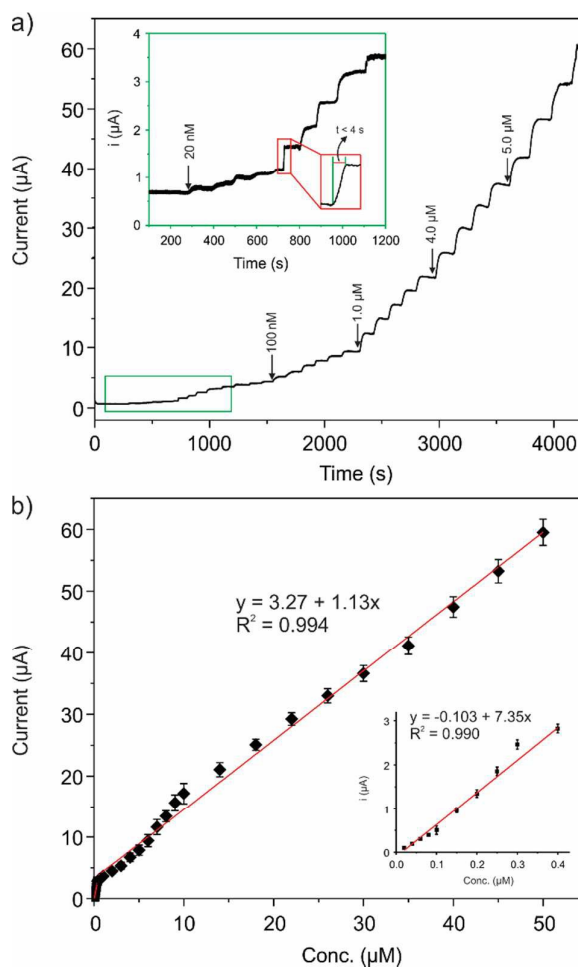 a)
60
50
40
30
20
10
0
Current (µA)
0
1000
2000
3000
4000
Time (s)
4
3
2
1
0
i (µA)
200
400
600
800
1000
1200
Time (s)
20 nM
t < 4 s
100 nM
1.0 µM
4.0 µM
5.0 µM
b)
60
50
40
30
20
10
0
Current (µA)
0
10
20
30
40
50
Conc. (µM)
y = 3.27 + 1.13x
R² = 0.994
y = -0.103 + 7.35x
R² = 0.990
3
2
1
0
i (µA)
0.1
0.2
0.3
0.4
Conc. (µM)